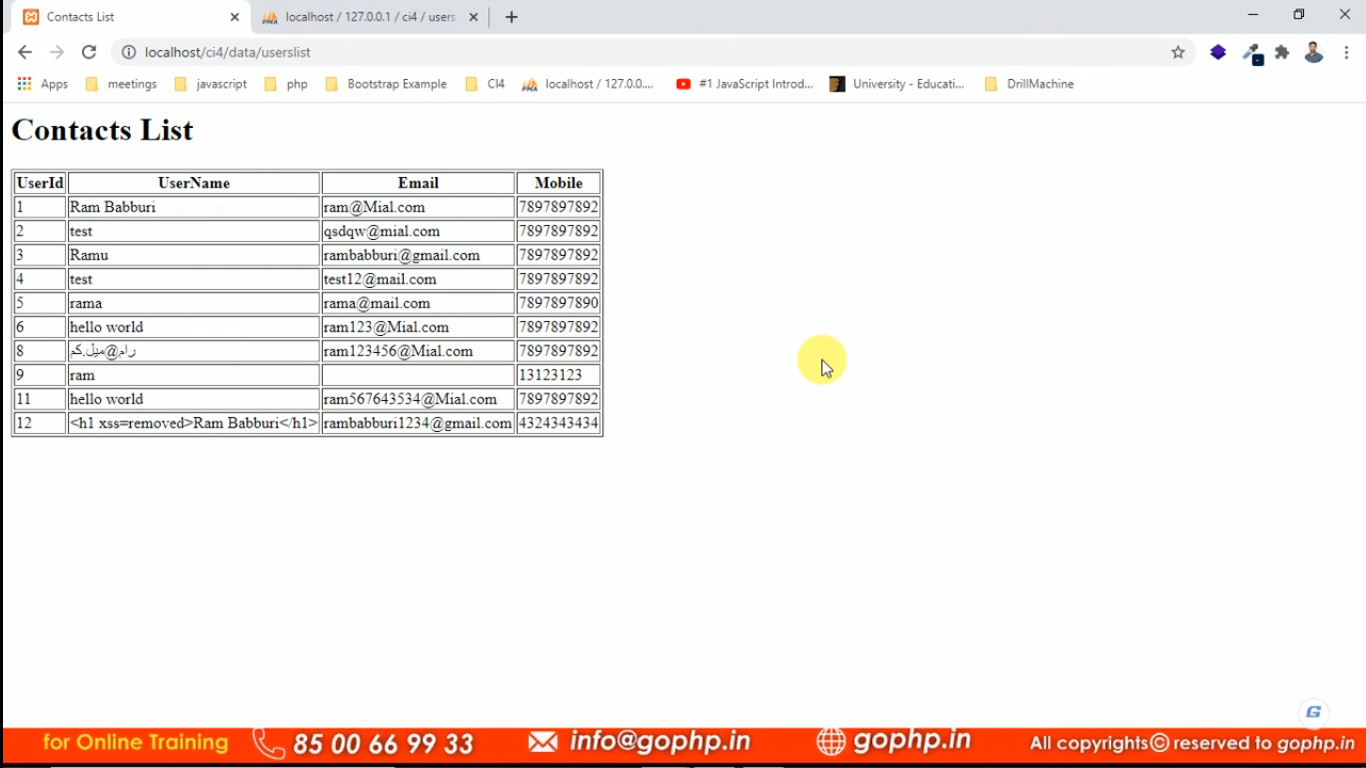 Contacts List
localhost / 127.0.0.1 / ci4 / users
localhost/ci4/data/userslist
Apps meetings javascript php Bootstrap Example CI4 localhost / 127.0.0.... #1 JavaScript Introd... University - Educati... DrillMachine
Contacts List
UserId UserName Email Mobile
1 Ram Babburi ram@Mial.com 7897897892
2 test qsdqw@mial.com 7897897892
3 Ramu rambabburi@gmail.com 7897897892
4 test test12@mail.com 7897897892
5 rama rama@mail.com 7897897890
6 hello world ram123@Mial.com 7897897892
8 رام@ميل.كم ram123456@Mial.com 7897897892
9 ram 13123123
11 hello world ram567643534@Mial.com 7897897892
12 <h1 xss=removed>Ram Babburi</h1> rambabburi1234@gmail.com 4324343434
for Online Training 85 00 66 99 33 info@gophp.in gophp.in All copyrights© reserved to gophp.in